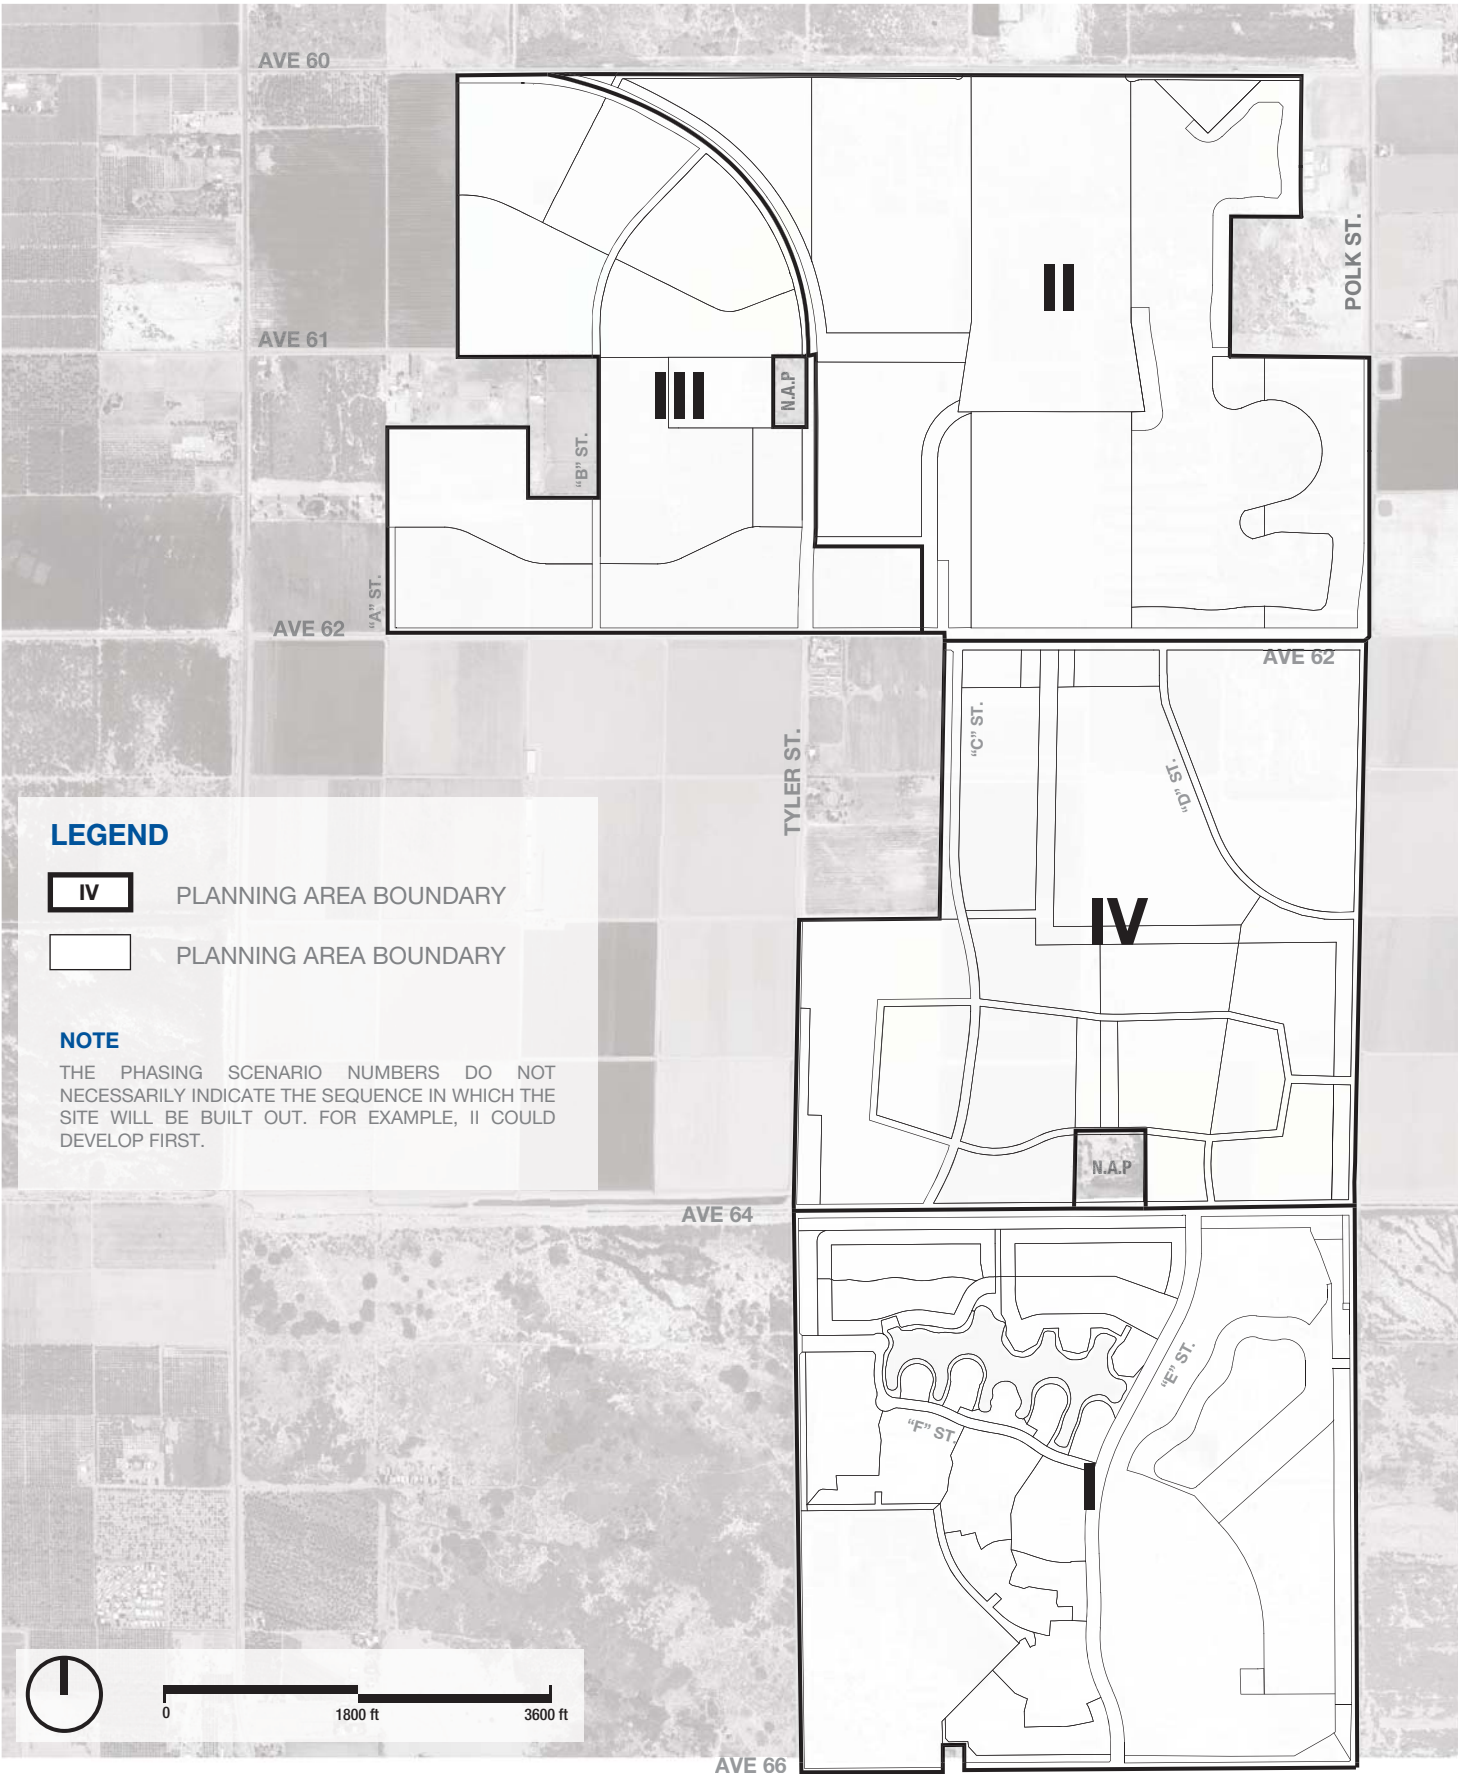 AVE 60
POLK ST.
II
AVE 61
III
N.A.P
"B" ST.
"A" ST.
AVE 62
AVE 62
"C" ST.
"D" ST.
TYLER ST.
LEGEND
IV PLANNING AREA BOUNDARY
PLANNING AREA BOUNDARY
IV
NOTE
THE PHASING SCENARIO NUMBERS DO NOT
NECESSARILY INDICATE THE SEQUENCE IN WHICH THE
SITE WILL BE BUILT OUT. FOR EXAMPLE, II COULD
DEVELOP FIRST.
N.A.P
AVE 64
"E" ST.
"F" ST.
I
0 1800 ft 3600 ft
AVE 66